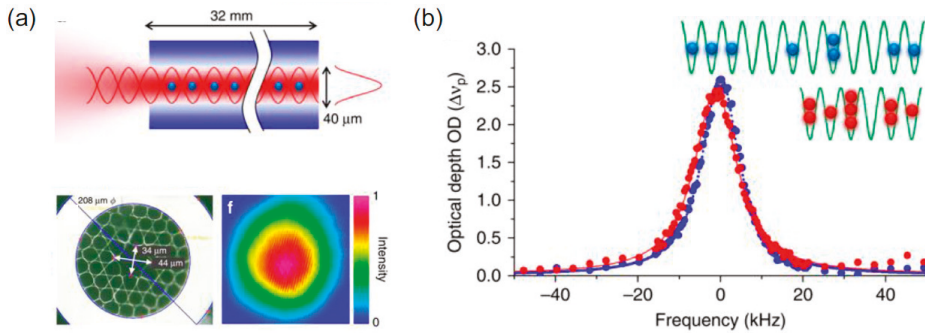 (a)
32 mm
40 μm
208 μm ϕ
34 μm
44 μm
f
1
Intensity
0
(b)
Optical depth OD (Δνp)
3.0
2.5
2.0
1.5
1.0
0.5
0.0
−40
−20
0
20
40
Frequency (kHz)